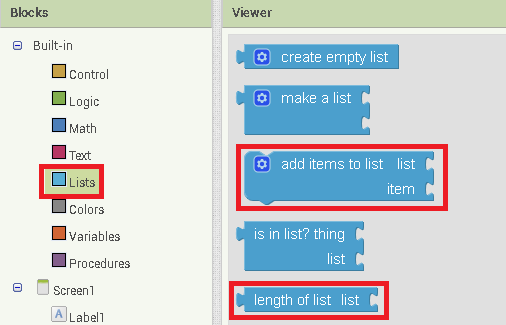 Blocks
Built-in
Control
Logic
Math
Text
Lists
Colors
Variables
Procedures
Screen1
A Label1
Viewer
create empty list
make a list
add items to list list
item
is in list? thing
list
length of list list